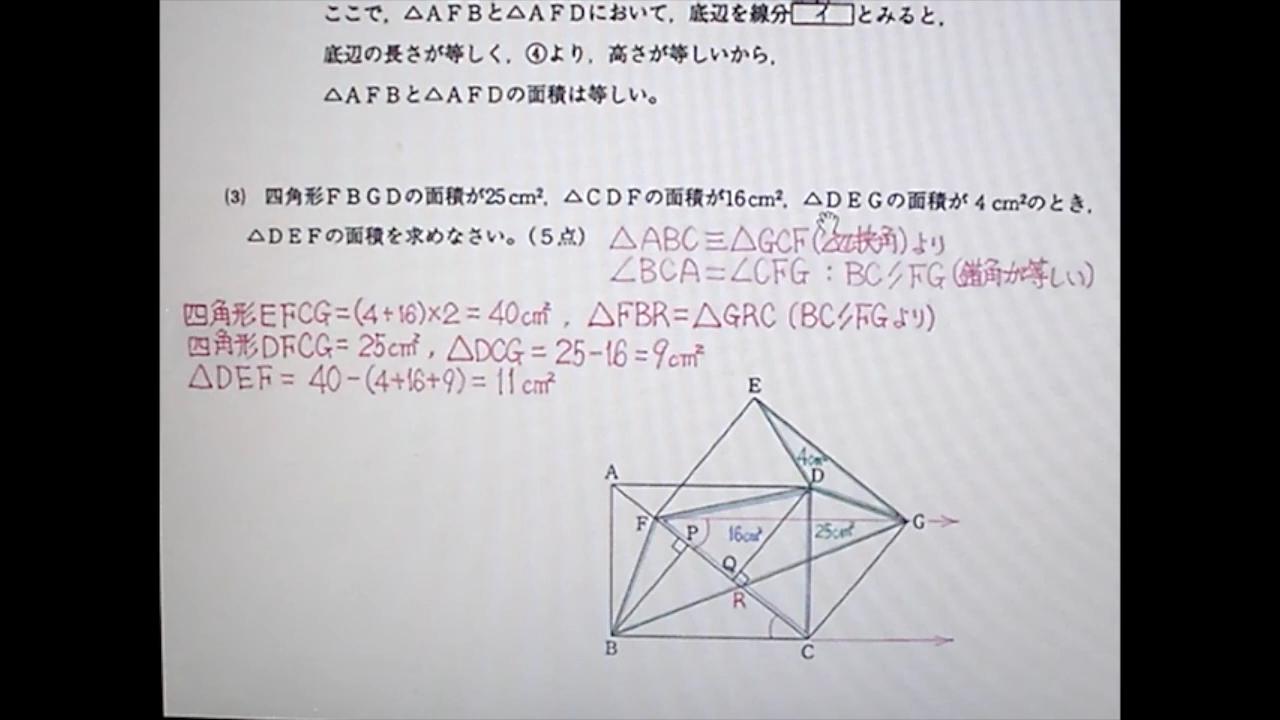 ここで，△ＡＦＢと△ＡＦＤにおいて，底辺を線分 イ とみると，
底辺の長さが等しく，④より，高さが等しいから，
△ＡＦＢと△ＡＦＤの面積は等しい。
(3) 四角形ＦＢＧＤの面積が25cm²，△ＣＤＦの面積が16cm²，△ＤＥＧの面積が４cm²のとき，
△ＤＥＦの面積を求めなさい。（５点）
△ABC≡△GCF(2辺挟角)より
∠BCA=∠CFG：BC⫽FG(錯角が等しい)
四角形EFCG=(4+16)×2=40cm²，△FBR=△GRC (BC⫽FGより)
四角形DFCG=25cm²，△DCG=25-16=9cm²
△DEF=40-(4+16+9)=11cm²
E
4cm²
A
D
F
P
16cm²
25cm²
G
Q
R
B
C